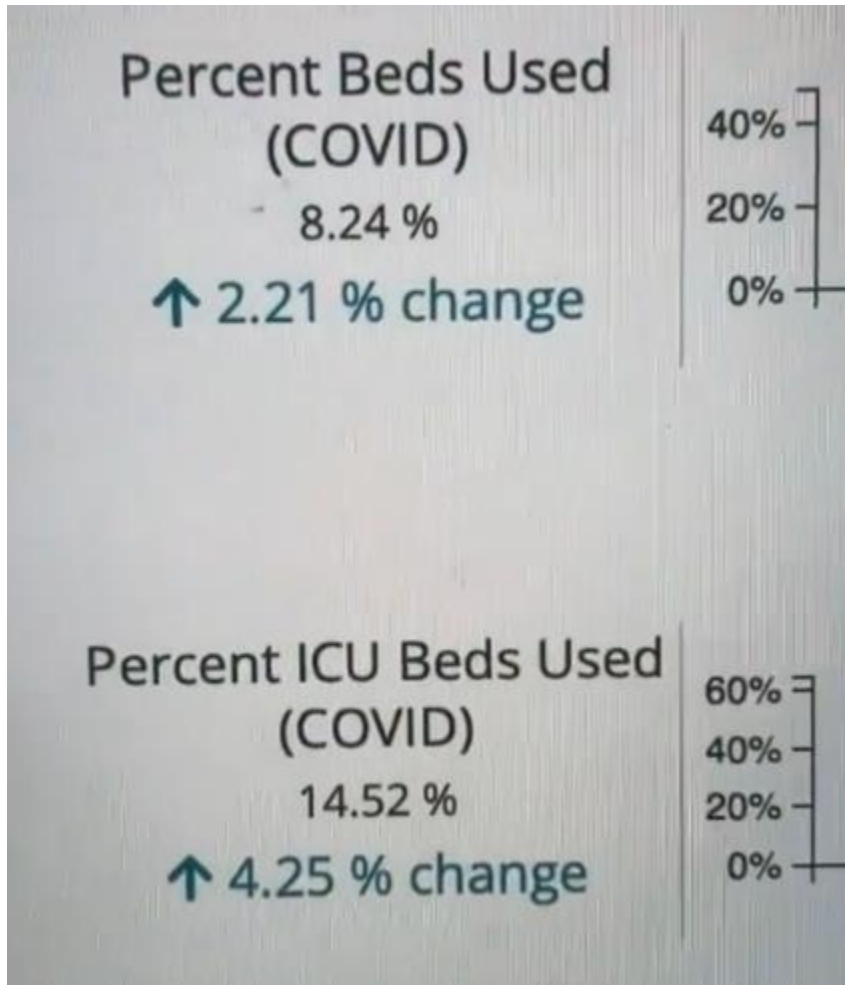 Percent Beds Used
(COVID)
8.24 %
↑ 2.21 % change
40%
20%
0%
Percent ICU Beds Used
(COVID)
14.52 %
↑ 4.25 % change
60%
40%
20%
0%